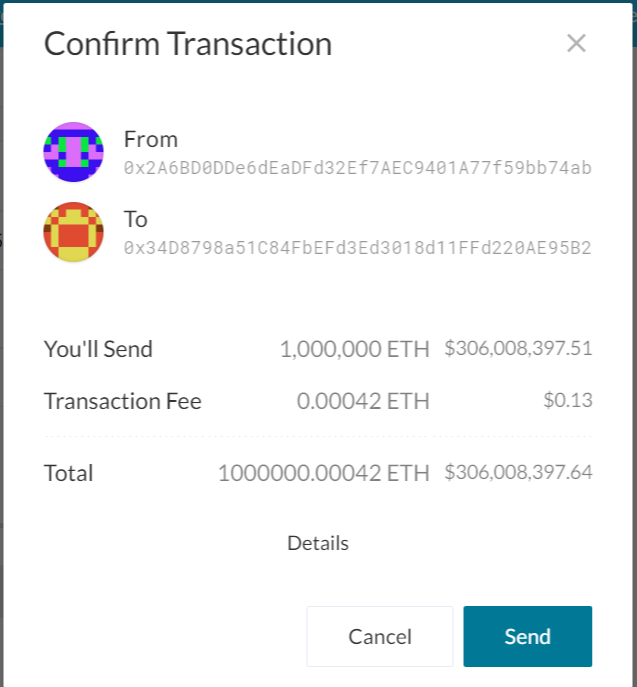 Confirm Transaction
From
0x2A6BD0DDe6dEaDFd32Ef7AEC9401A77f59bb74ab
To
0x34D8798a51C84FbEFd3Ed3018d11FFd220AE95B2
You'll Send 1,000,000 ETH $306,008,397.51
Transaction Fee 0.00042 ETH $0.13
Total 1000000.00042 ETH $306,008,397.64
Details
Cancel Send